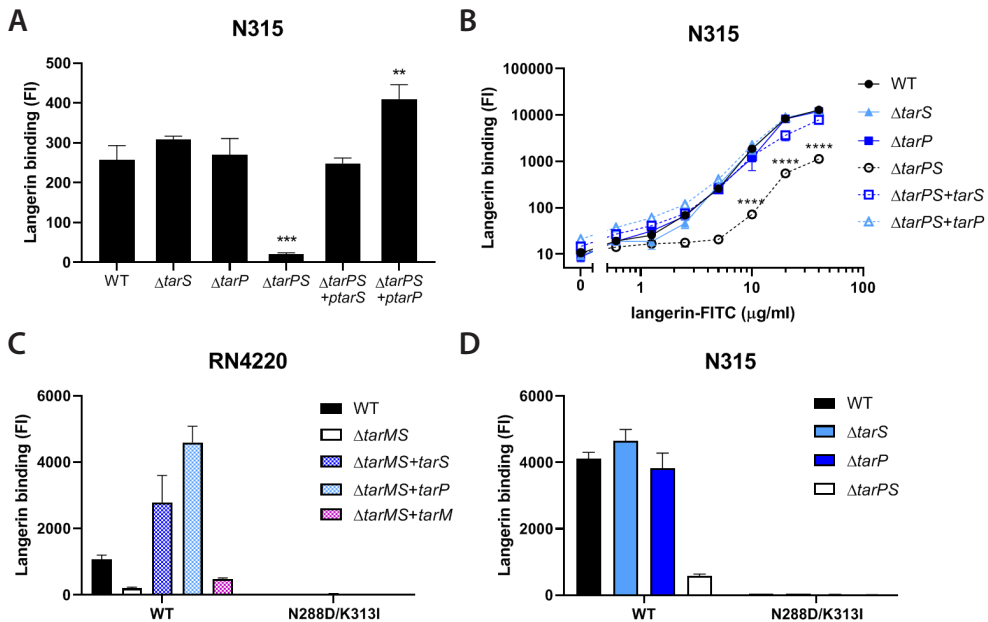 A
N315
Langerin binding (FI)
500
400
300
200
100
0
**
***
WT
ΔtarS
ΔtarP
ΔtarPS
ΔtarPS
+ptarS
ΔtarPS
+ptarP
B
N315
Langerin binding (FI)
100000
10000
1000
100
10
****
****
****
0
1
10
100
langerin-FITC (μg/ml)
WT
ΔtarS
ΔtarP
ΔtarPS
ΔtarPS+tarS
ΔtarPS+tarP
C
RN4220
Langerin binding (FI)
6000
4000
2000
0
WT
ΔtarMS
ΔtarMS+tarS
ΔtarMS+tarP
ΔtarMS+tarM
WT
N288D/K313I
D
N315
Langerin binding (FI)
6000
4000
2000
0
WT
ΔtarS
ΔtarP
ΔtarPS
WT
N288D/K313I